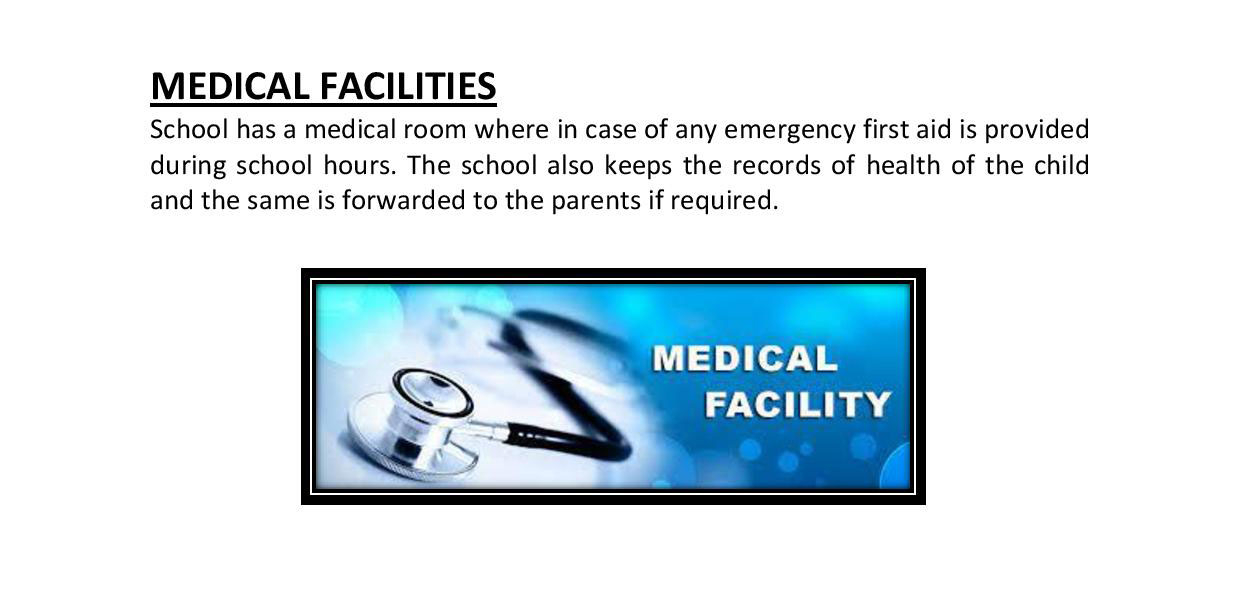 MEDICAL FACILITIES
School has a medical room where in case of any emergency first aid is provided
during school hours. The school also keeps the records of health of the child
and the same is forwarded to the parents if required.
MEDICAL
FACILITY